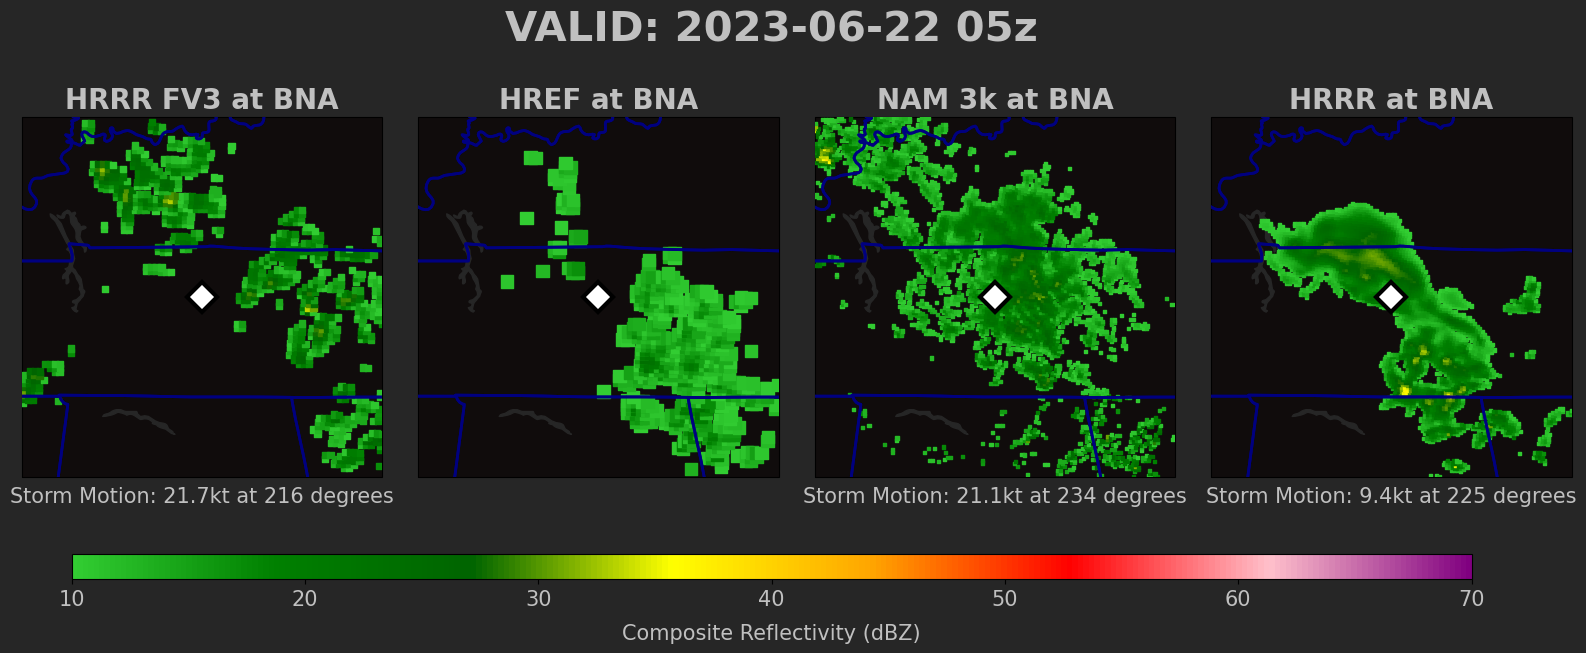 VALID: 2023-06-22 05z
HRRR FV3 at BNA
HREF at BNA
NAM 3k at BNA
HRRR at BNA
Storm Motion: 21.7kt at 216 degrees
Storm Motion: 21.1kt at 234 degrees
Storm Motion: 9.4kt at 225 degrees
10 20 30 40 50 60 70
Composite Reflectivity (dBZ)